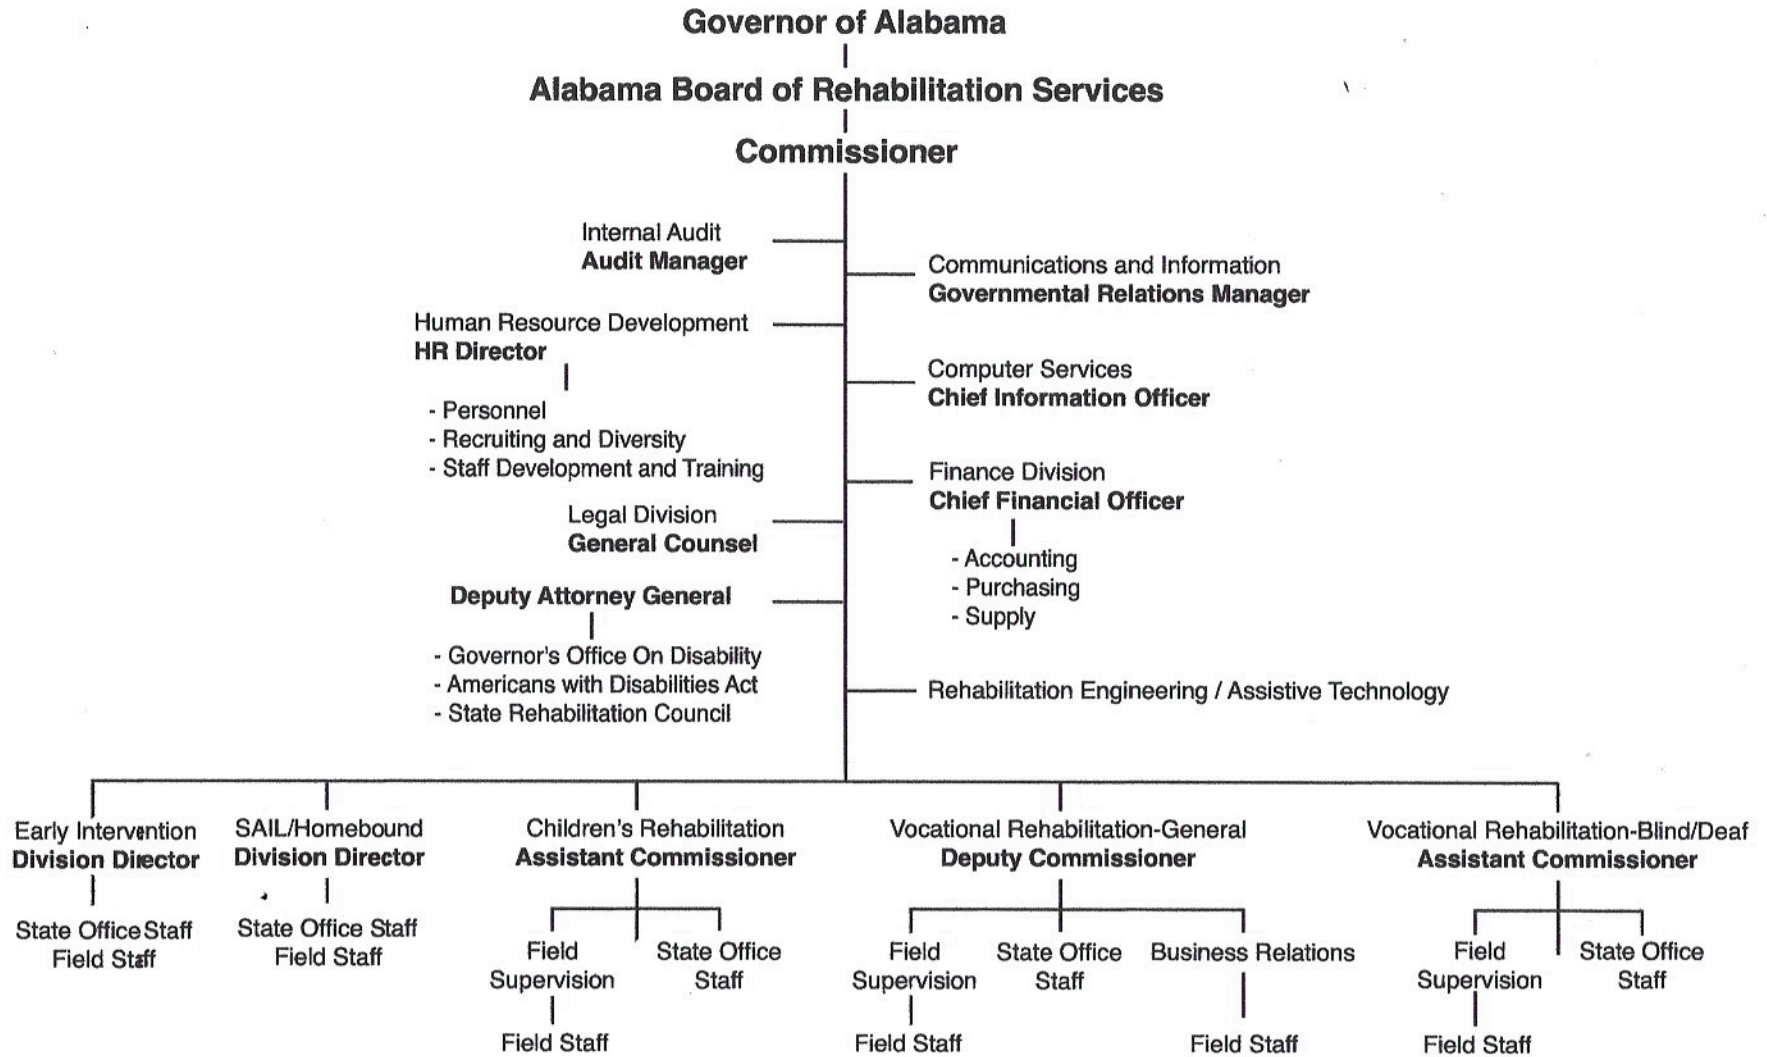 Governor of Alabama
Alabama Board of Rehabilitation Services
Commissioner
Internal Audit
Audit Manager
Communications and Information
Governmental Relations Manager
Human Resource Development
HR Director
- Personnel
- Recruiting and Diversity
- Staff Development and Training
Computer Services
Chief Information Officer
Finance Division
Chief Financial Officer
- Accounting
- Purchasing
- Supply
Legal Division
General Counsel
Deputy Attorney General
- Governor's Office On Disability
- Americans with Disabilities Act
- State Rehabilitation Council
Rehabilitation Engineering / Assistive Technology
Early Intervention
Division Director
State Office Staff
Field Staff
SAIL/Homebound
Division Director
State Office Staff
Field Staff
Children's Rehabilitation
Assistant Commissioner
Field
Supervision
Field Staff
State Office
Staff
Vocational Rehabilitation-General
Deputy Commissioner
Field
Supervision
Field Staff
State Office
Staff
Business Relations
Field Staff
Vocational Rehabilitation-Blind/Deaf
Assistant Commissioner
Field
Supervision
Field Staff
State Office
Staff